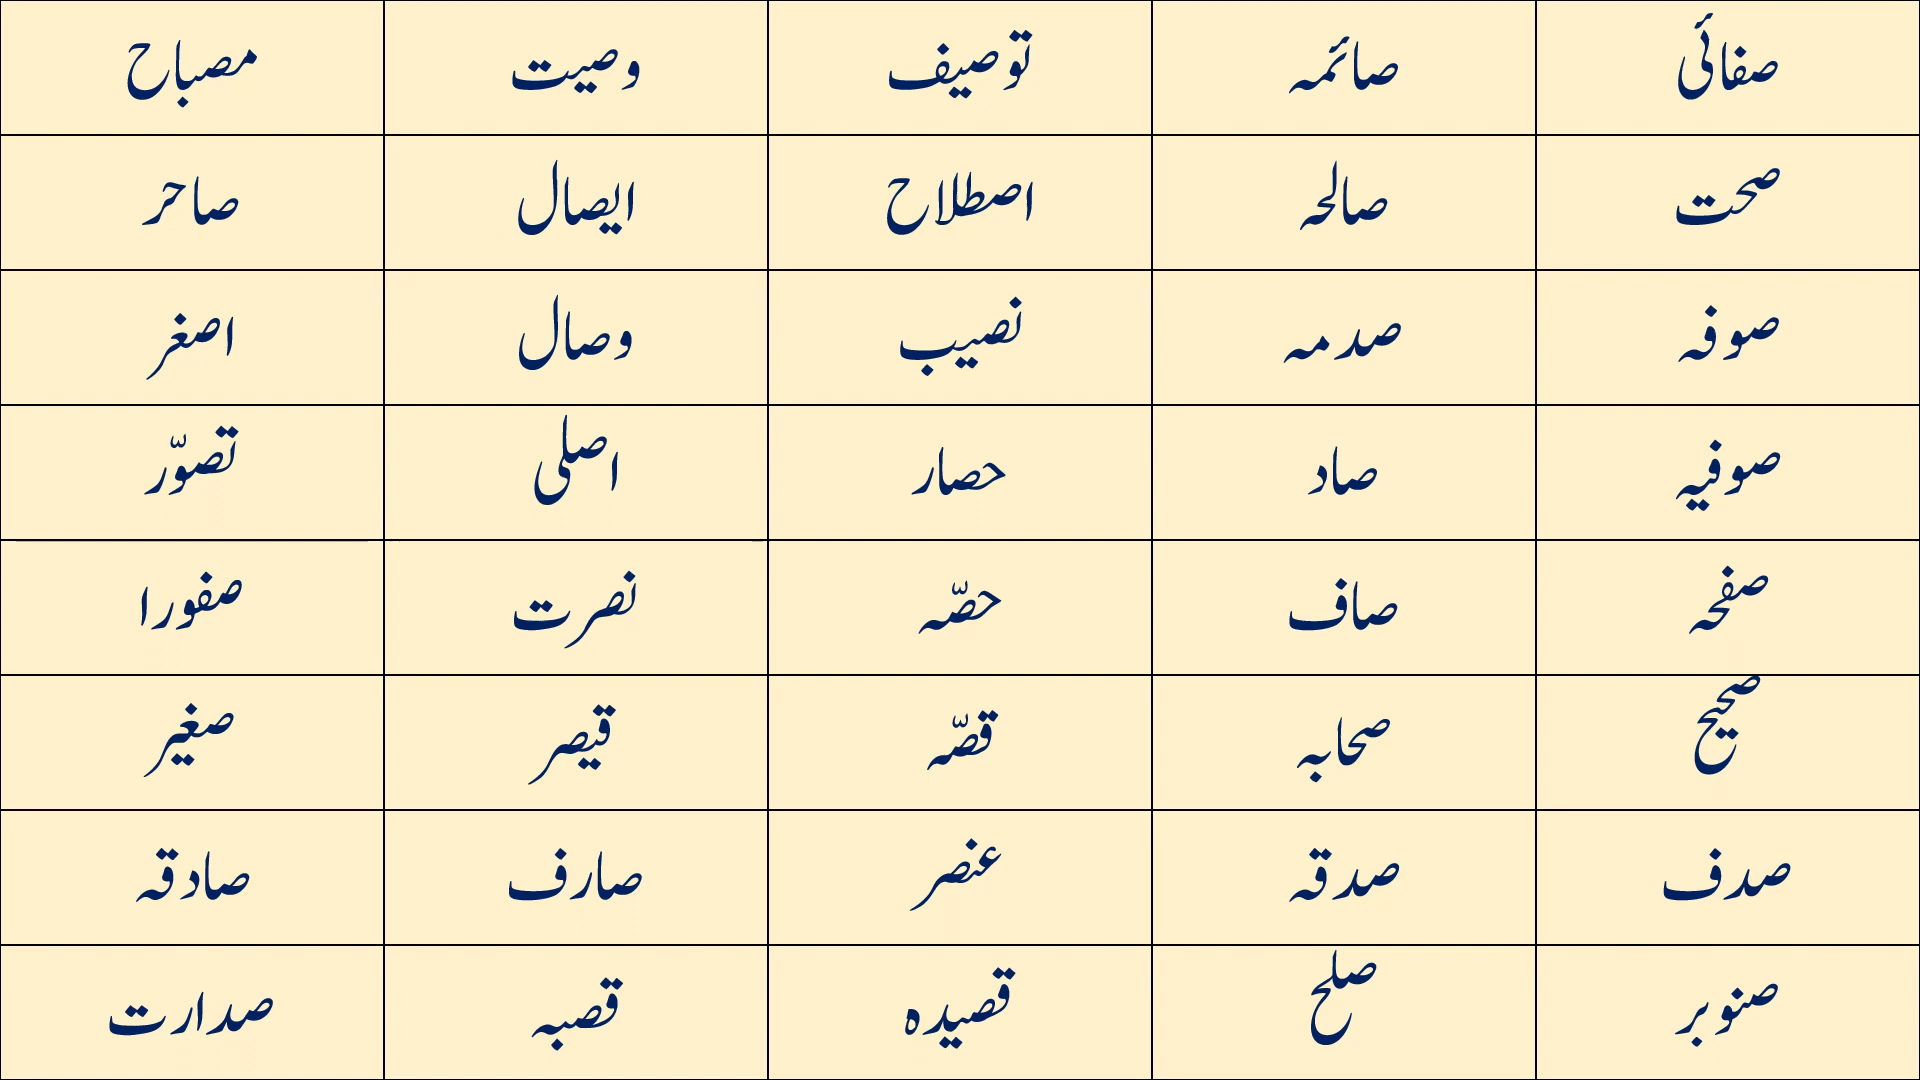 صفائی صائمہ توصیف وصیت مصباح
صحت صالحہ اصطلاح ایصال صاحر
صوفہ صدمہ نصیب وصال اصغر
صوفیہ صاد حصار اصلی تصوّر
صفحہ صاف حصّہ نصرت صفورا
صحیح صحابہ قصّہ قیصر صغیر
صدف صدقہ عنصر صارف صادقہ
صنوبر صلح قصیدہ قصبہ صدارت